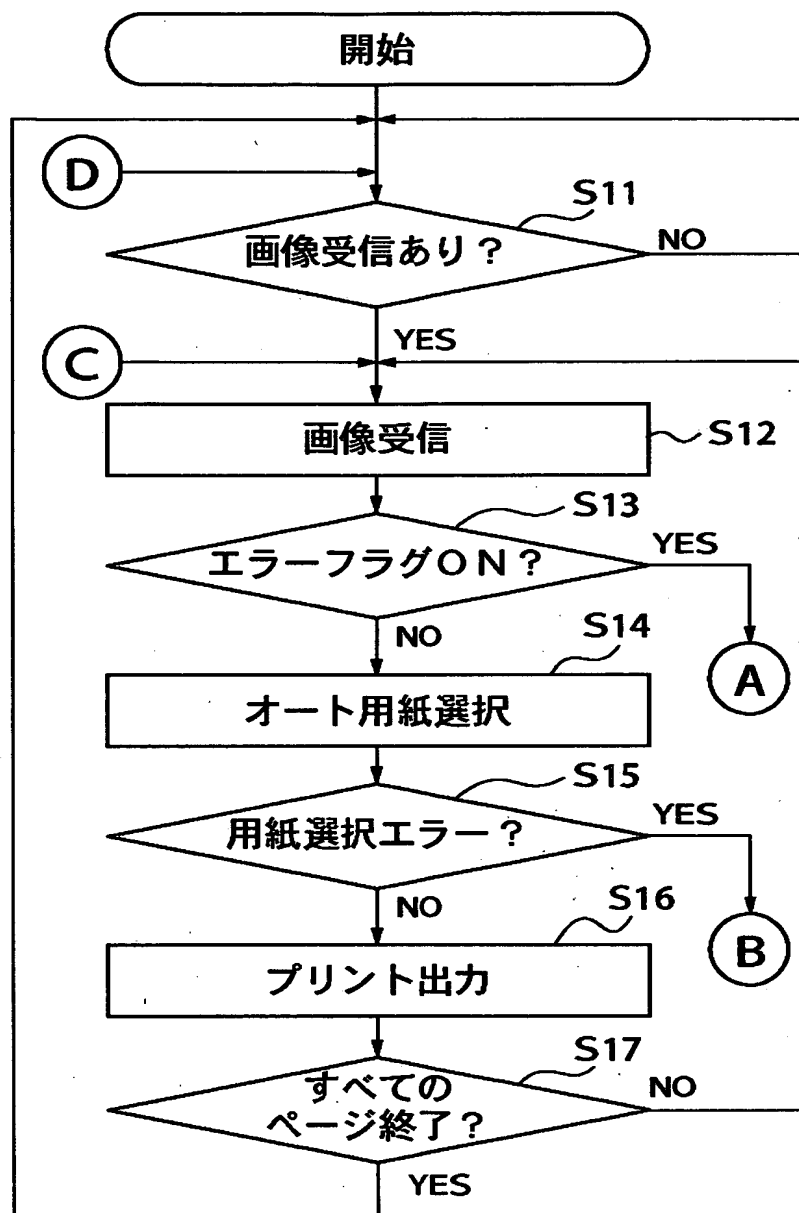 開始
D
S11
画像受信あり？
NO
YES
C
画像受信
S12
S13
エラーフラグＯＮ？
YES
NO
A
S14
オート用紙選択
S15
用紙選択エラー？
YES
NO
B
S16
プリント出力
S17
すべての
ページ終了？
NO
YES